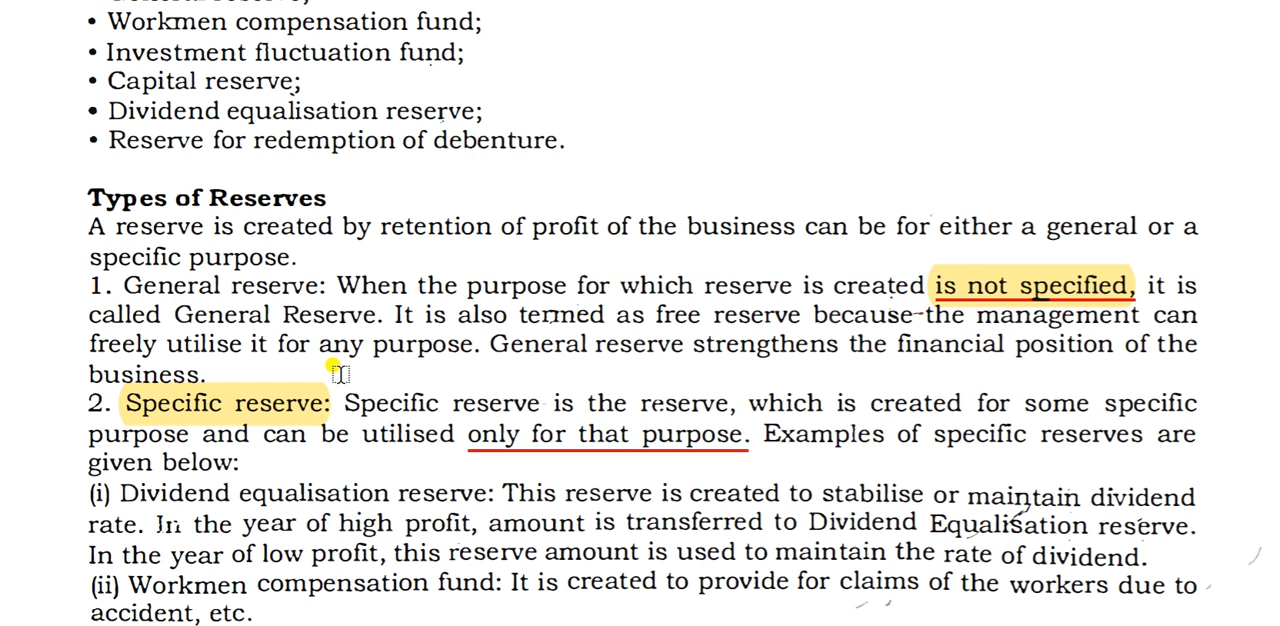 • General reserve;
• Workmen compensation fund;
• Investment fluctuation fund;
• Capital reserve;
• Dividend equalisation reserve;
• Reserve for redemption of debenture.
Types of Reserves
A reserve is created by retention of profit of the business can be for either a general or a
specific purpose.
1. General reserve: When the purpose for which reserve is created is not specified, it is
called General Reserve. It is also termed as free reserve because the management can
freely utilise it for any purpose. General reserve strengthens the financial position of the
business.
2. Specific reserve: Specific reserve is the reserve, which is created for some specific
purpose and can be utilised only for that purpose. Examples of specific reserves are
given below:
(i) Dividend equalisation reserve: This reserve is created to stabilise or maintain dividend
rate. In the year of high profit, amount is transferred to Dividend Equalisation reserve.
In the year of low profit, this reserve amount is used to maintain the rate of dividend.
(ii) Workmen compensation fund: It is created to provide for claims of the workers due to
accident, etc.